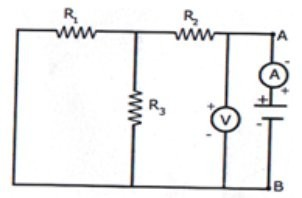 R₁
R₂
A
-
A
+
+
-
R₃
+
V
-
B